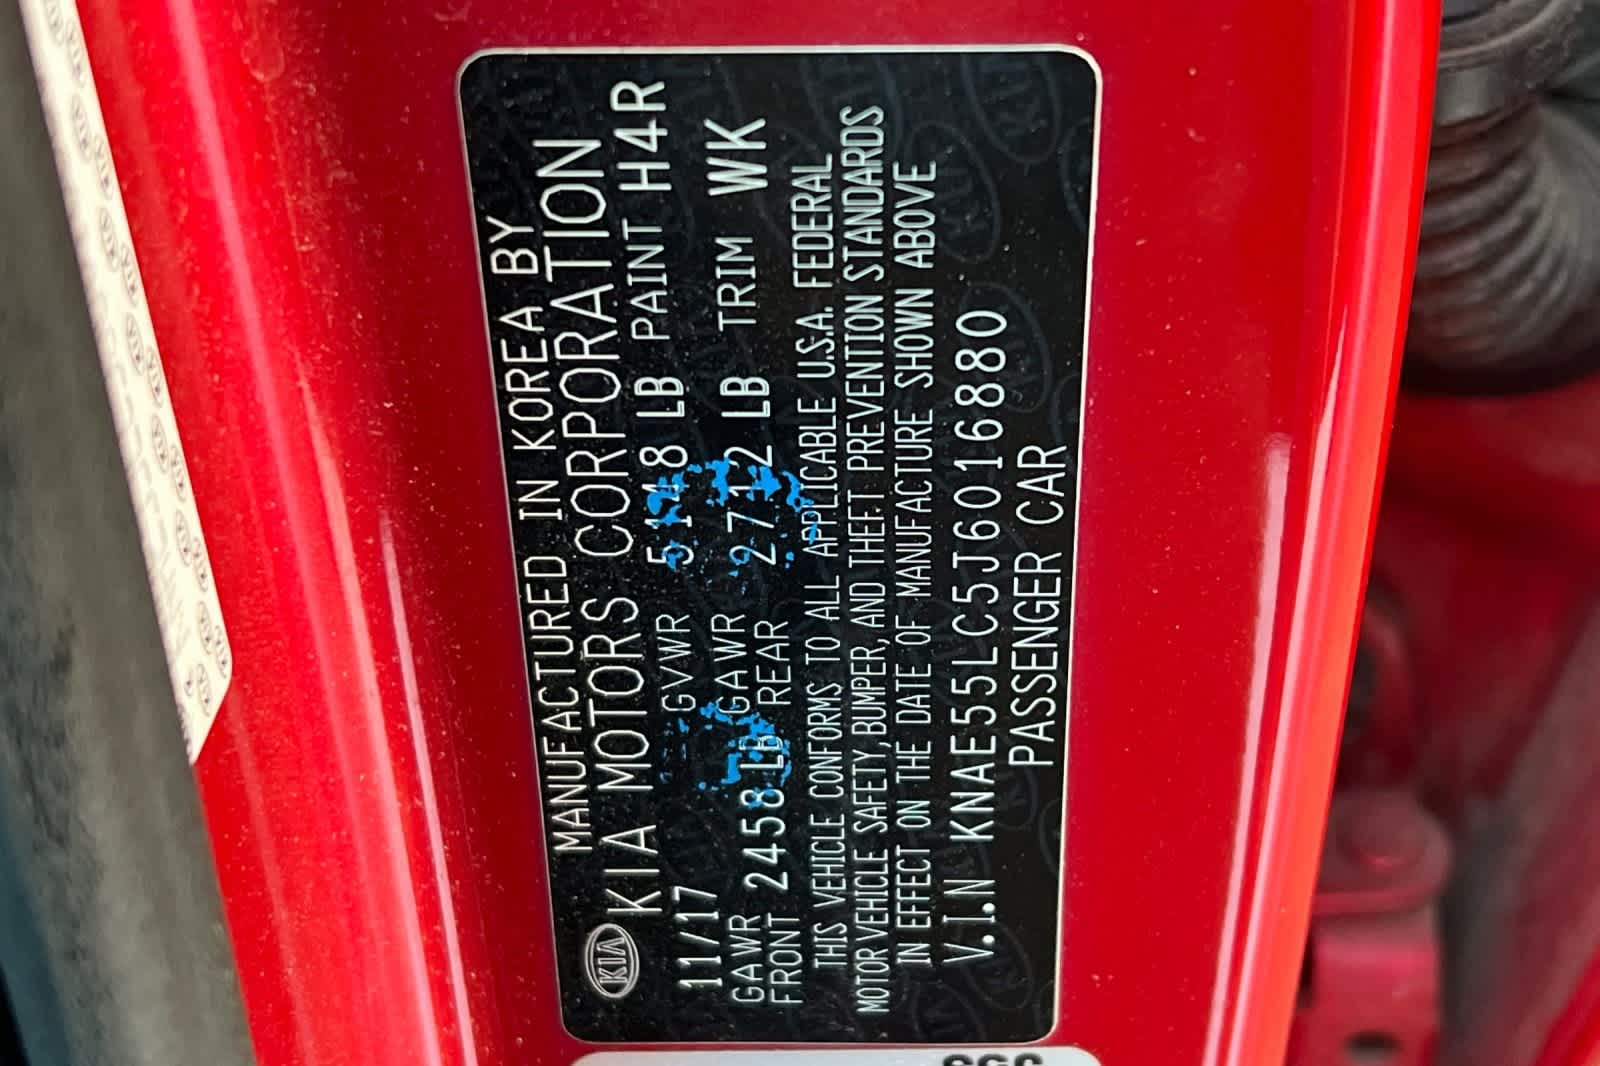 MANUFACTURED IN KOREA BY
KIA KIA MOTORS CORPORATION
11/17 GVWR 5148 LB PAINT H4R
GAWR FRONT 2458 LB GAWR REAR 2712 LB TRIM WK
THIS VEHICLE CONFORMS TO ALL APPLICABLE U.S.A. FEDERAL
MOTOR VEHICLE SAFETY, BUMPER, AND THEFT PREVENTION STANDARDS
IN EFFECT ON THE DATE OF MANUFACTURE SHOWN ABOVE
V.I.N KNAE55LC5J6016880
PASSENGER CAR